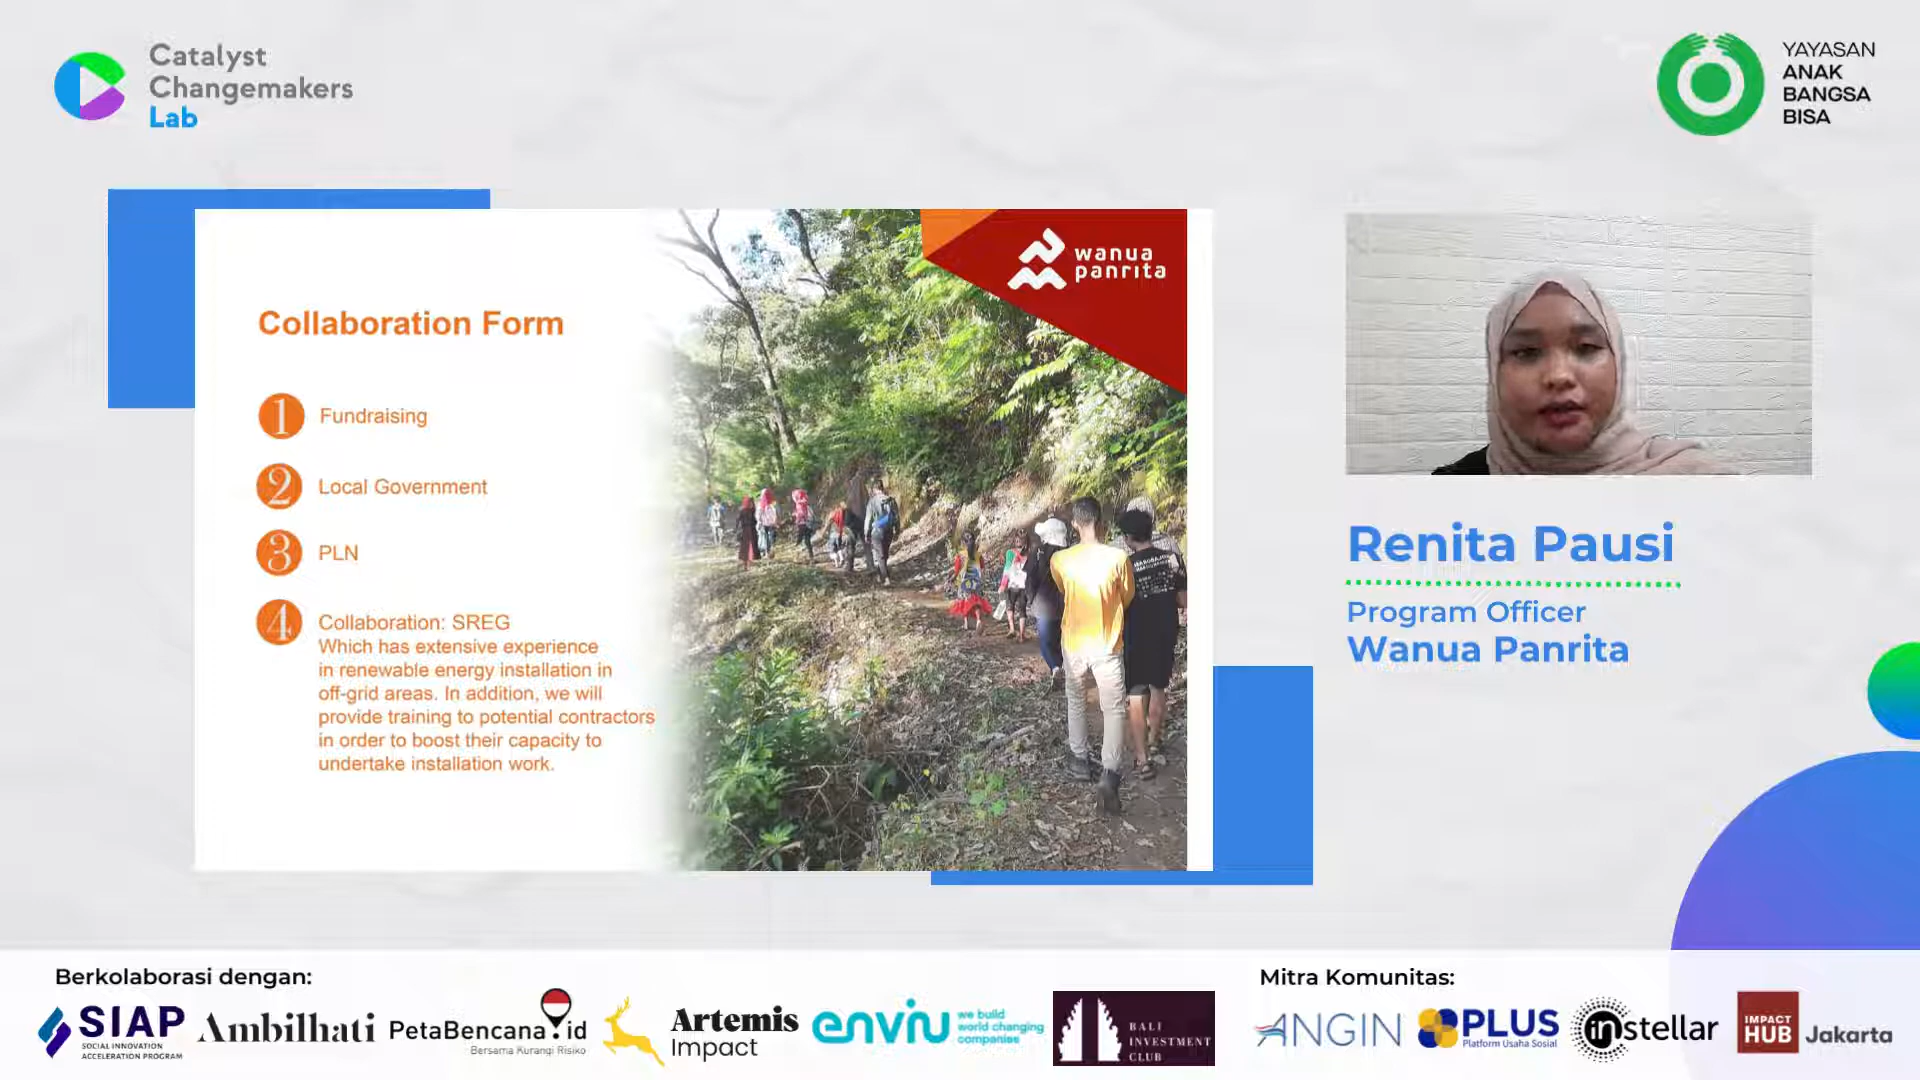 Catalyst
Changemakers
Lab
YAYASAN
ANAK
BANGSA
BISA
wanua
panrita
Collaboration Form
1 Fundraising
2 Local Government
3 PLN
4 Collaboration: SREG
Which has extensive experience
in renewable energy installation in
off-grid areas. In addition, we will
provide training to potential contractors
in order to boost their capacity to
undertake installation work.
Renita Pausi
Program Officer
Wanua Panrita
Berkolaborasi dengan:
SIAP
SOCIAL INNOVATION
ACCELERATION PROGRAM
Ambilhati
PetaBencana.id
Bersama Kurangi Risiko
Artemis
Impact
enviu
we build
world changing
companies
BALI
INVESTMENT
CLUB
Mitra Komunitas:
ANGIN
PLUS
Platform Usaha Sosial
instellar
IMPACT
HUB
Jakarta